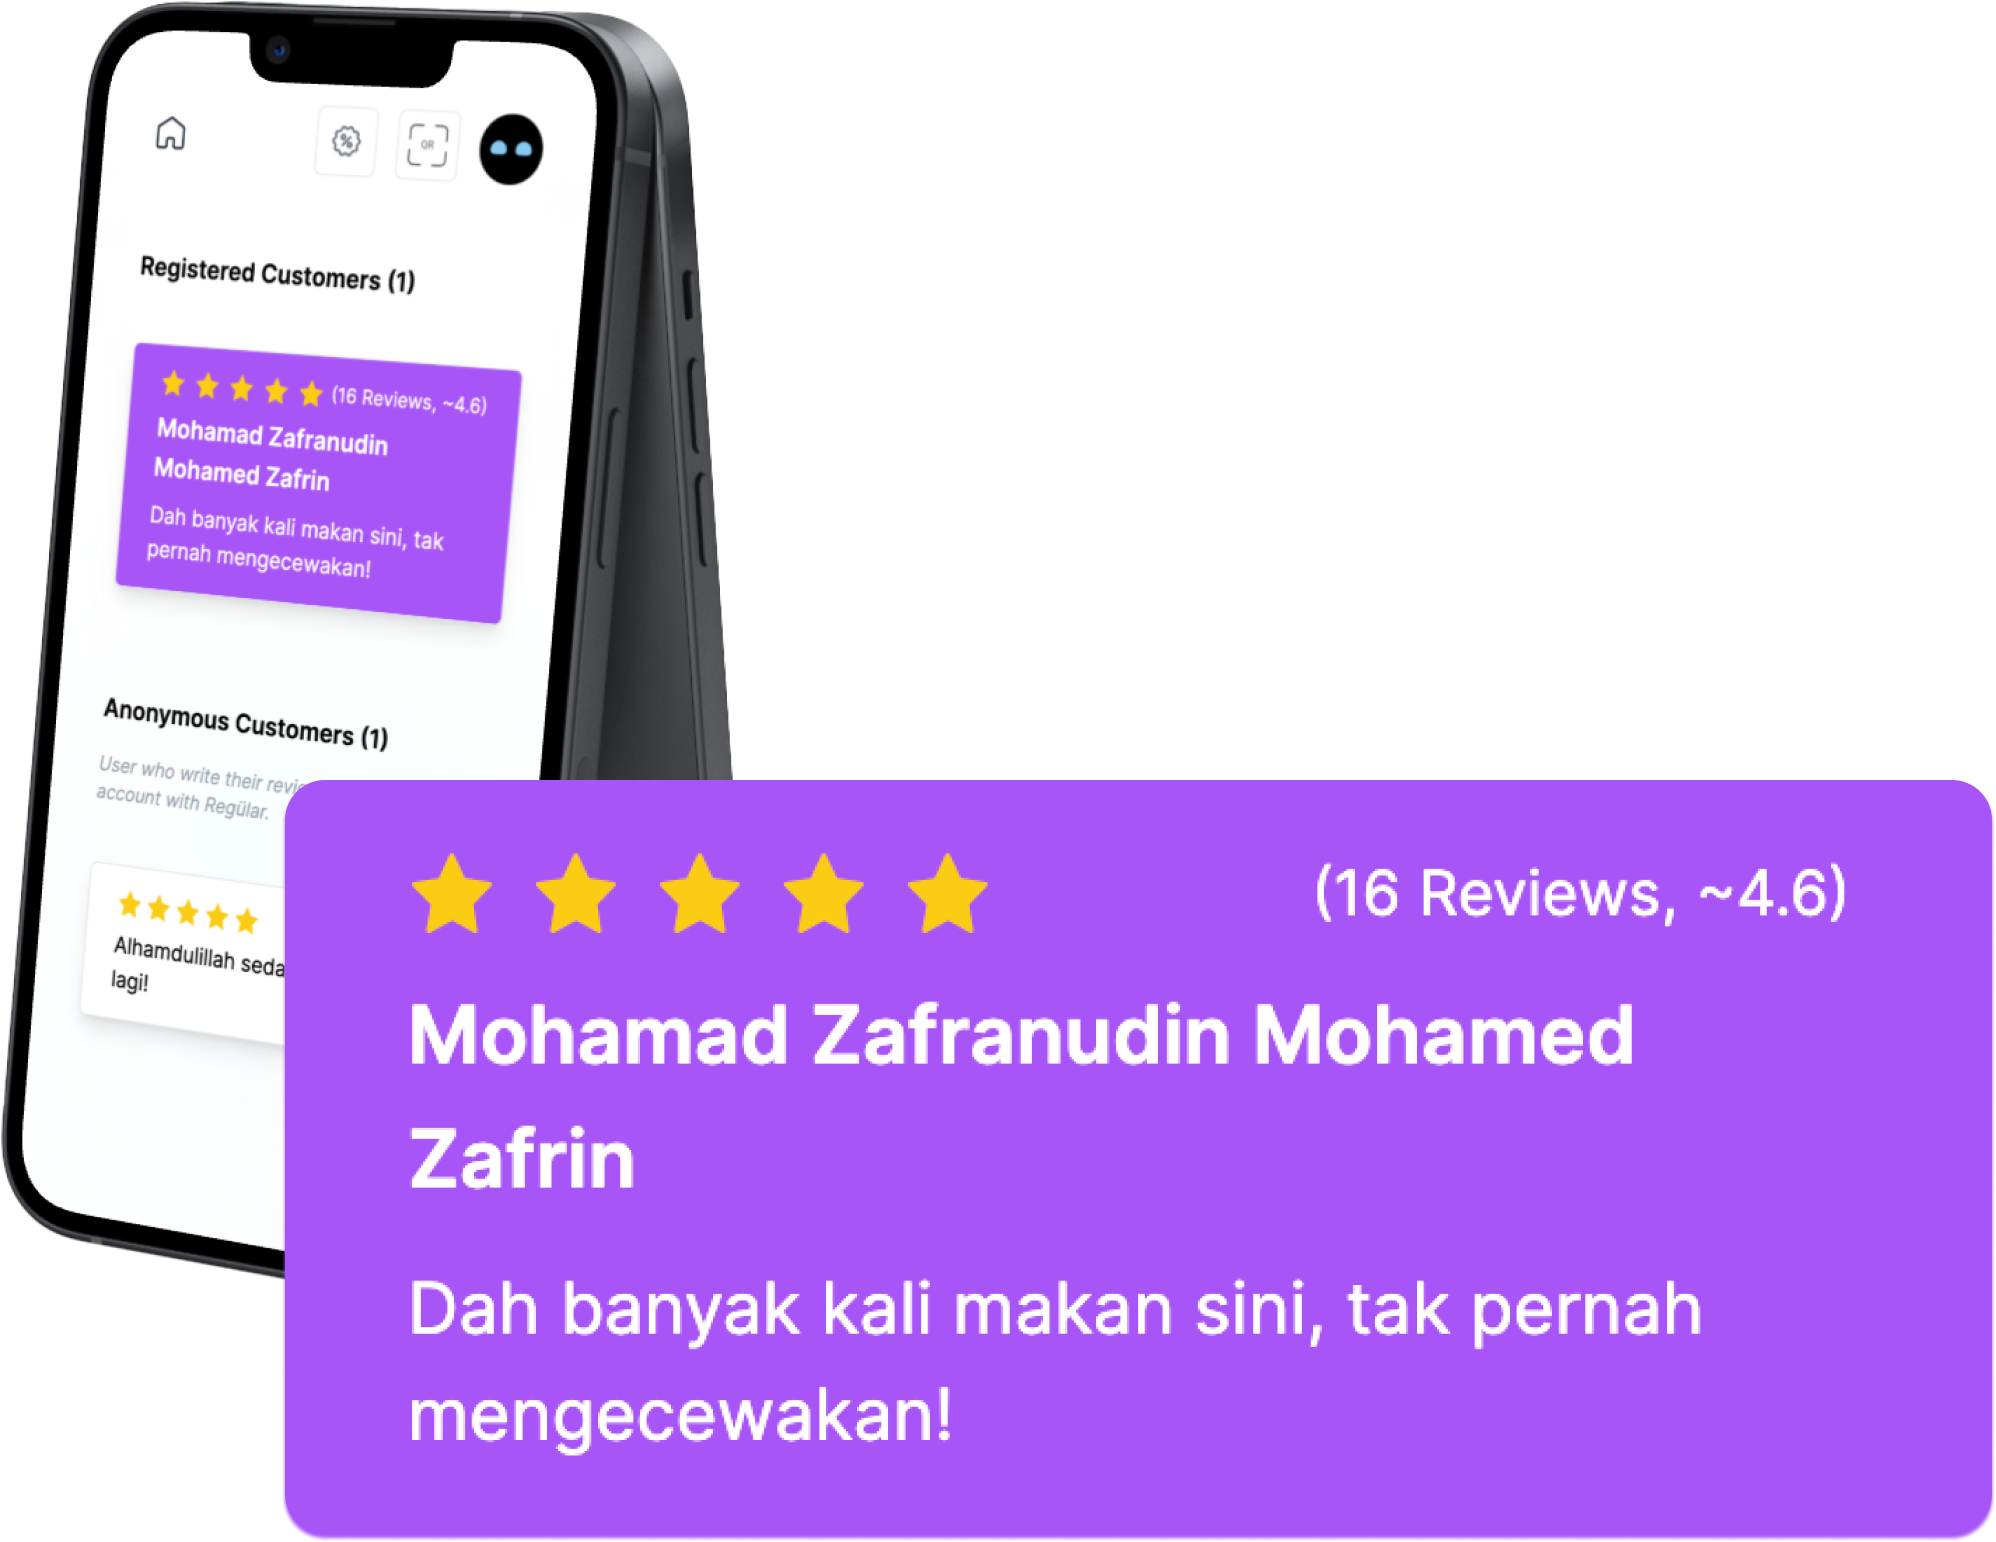 QR
Registered Customers (1)
(16 Reviews, ~4.6)
Mohamad Zafranudin
Mohamed Zafrin
Dah banyak kali makan sini, tak
pernah mengecewakan!
Anonymous Customers (1)
User who write their
account with Regülar.
Alhamdulillah
lagi!
(16 Reviews, ~4.6)
Mohamad Zafranudin Mohamed
Zafrin
Dah banyak kali makan sini, tak pernah
mengecewakan!